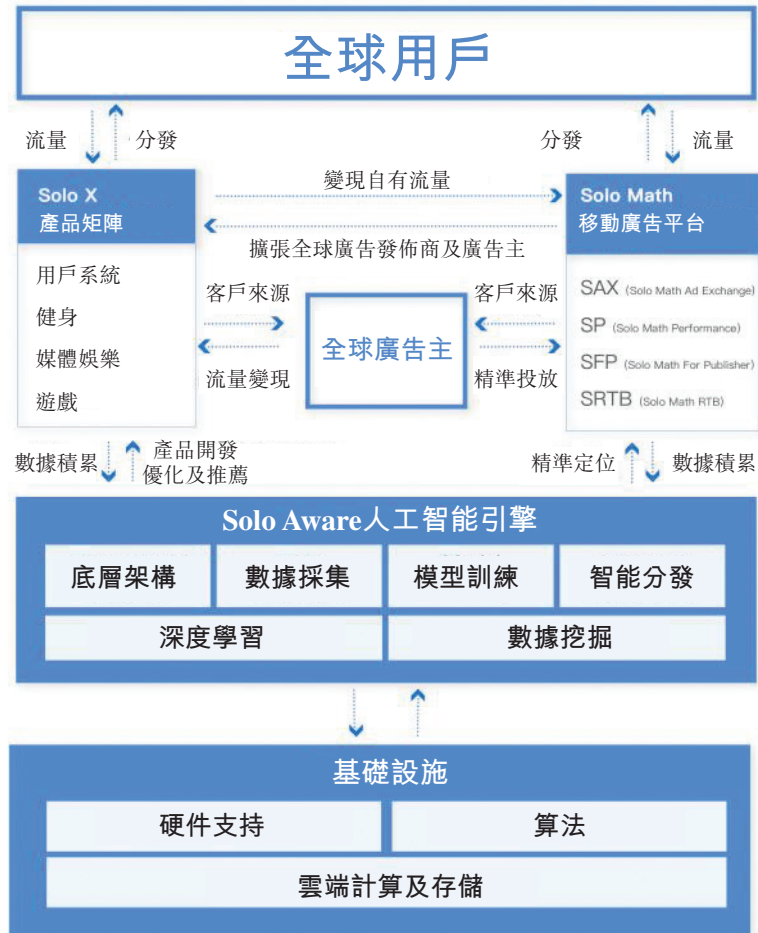 全球用戶
流量
分發
分發
流量
Solo X
產品矩陣
用戶系統
健身
媒體娛樂
遊戲
變現自有流量
擴張全球廣告發佈商及廣告主
客戶來源
流量變現
全球廣告主
客戶來源
精準投放
Solo Math
移動廣告平台
SAX (Solo Math Ad Exchange)
SP (Solo Math Performance)
SFP (Solo Math For Publisher)
SRTB (Solo Math RTB)
數據積累
產品開發
優化及推薦
精準定位
數據積累
Solo Aware人工智能引擎
底層架構
數據採集
模型訓練
智能分發
深度學習
數據挖掘
基礎設施
硬件支持
算法
雲端計算及存儲